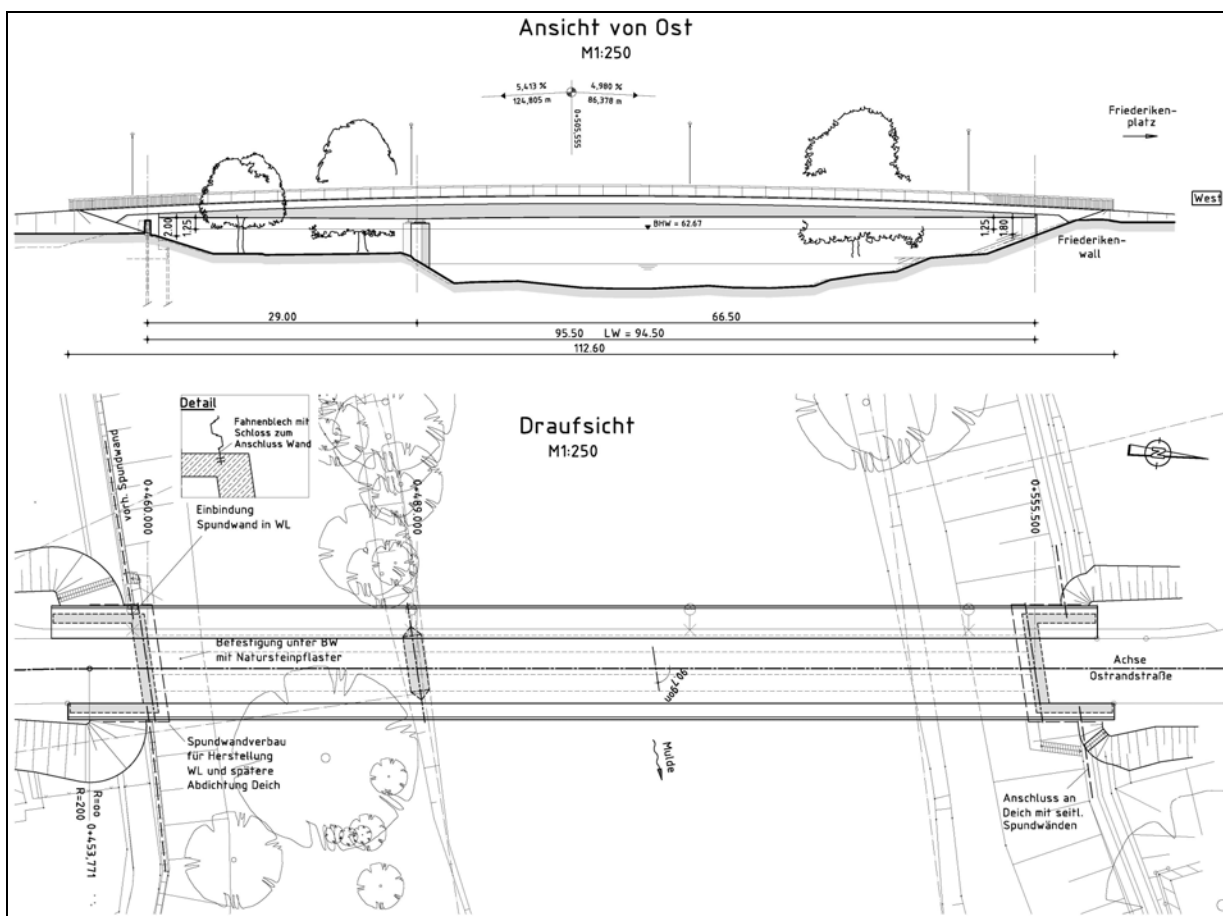 Ansicht von Ost
M1:250
5,413 %
4,980 %
124,805 m
86,378 m
0+505.555
Friederiken-
platz
West
2.00
1.25
BHW = 62.67
1.25
1.80
Friederiken-
wall
29.00
66.50
95.50 LW = 94.50
112.60
Detail
Fahnenblech mit
Schloss zum
Anschluss Wand
Draufsicht
M1:250
N
vorh. Spundwand
0+460.000
0+489.000
0+555.500
Einbindung
Spundwand in WL
Befestigung unter BW
mit Natursteinpflaster
Achse
Ostrandstraße
Mulde
Spundwandverbau
für Herstellung
WL und spätere
Abdichtung Deich
Anschluss an
Deich mit seitl.
Spundwänden
R=oo
R=200
0+453,771